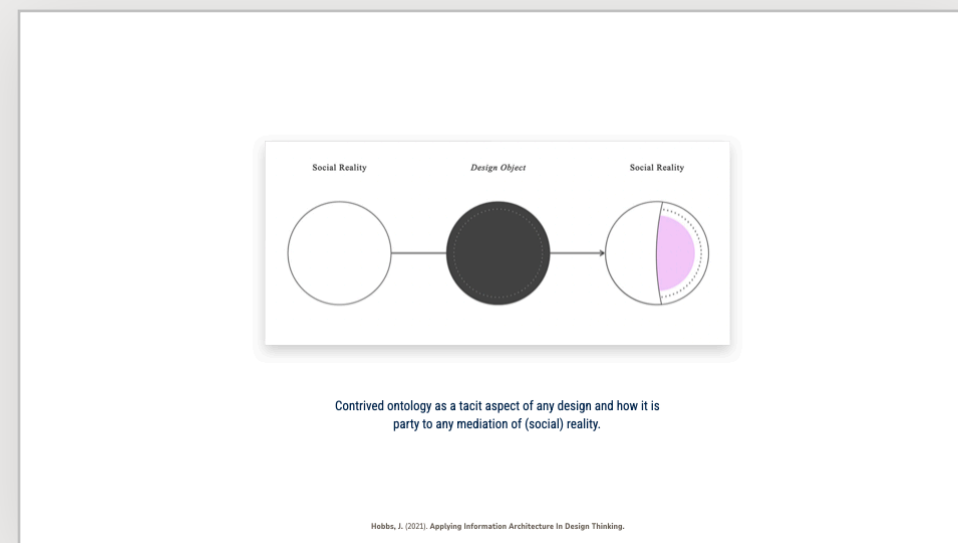 Social Reality
Design Object
Social Reality
Contrived ontology as a tacit aspect of any design and how it is
party to any mediation of (social) reality.
Hobbs, J. (2021). Applying Information Architecture In Design Thinking.